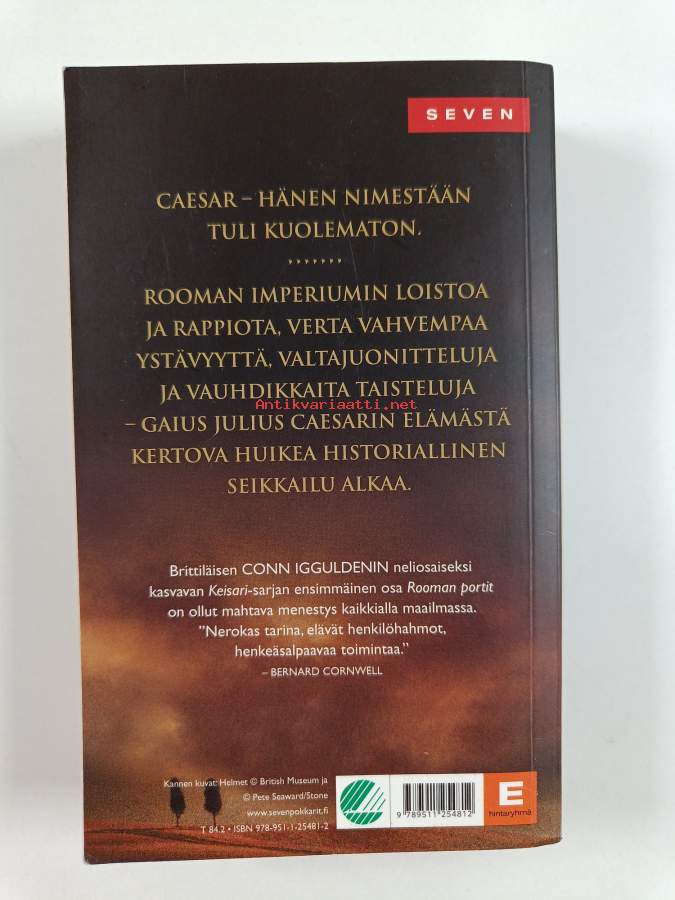 SEVEN
CAESAR – HÄNEN NIMESTÄÄN
TULI KUOLEMATON.
,,,,,,,
ROOMAN IMPERIUMIN LOISTOA
JA RAPPIOTA, VERTA VAHVEMPAA
YSTÄVYYTTÄ, VALTAJUONITTELUJA
JA VAUHDIKKAITA TAISTELUJA
Antikvariaatti.net
– GAIUS JULIUS CAESARIN ELÄMÄSTÄ
KERTOVA HUIKEA HISTORIALLINEN
SEIKKAILU ALKAA.
Brittiläisen CONN IGGULDENIN neliosaiseksi
kasvavan Keisari-sarjan ensimmäinen osa Rooman portit
on ollut mahtava menestys kaikkialla maailmassa.
”Nerokas tarina, elävät henkilöhahmot,
henkeäsalpaavaa toimintaa.”
– BERNARD CORNWELL
Kannen kuvat: Helmet © British Museum ja
© Pete Seaward/Stone
www.sevenpokkarit.fi
T 84.2 • ISBN 978-951-1-25481-2
9 789511 254812
E
hintaryhmä